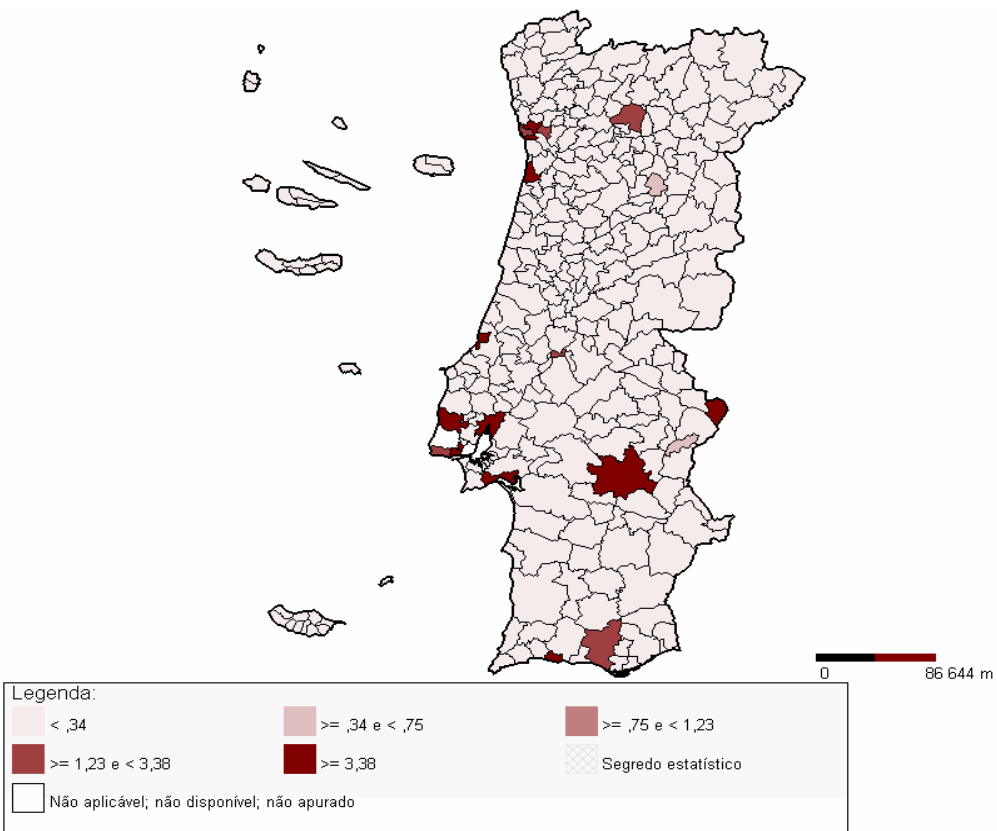 0 86 644 m
Legenda:
< ,34 >= ,34 e < ,75 >= ,75 e < 1,23
>= 1,23 e < 3,38 >= 3,38 Segredo estatístico
Não aplicável; não disponível; não apurado